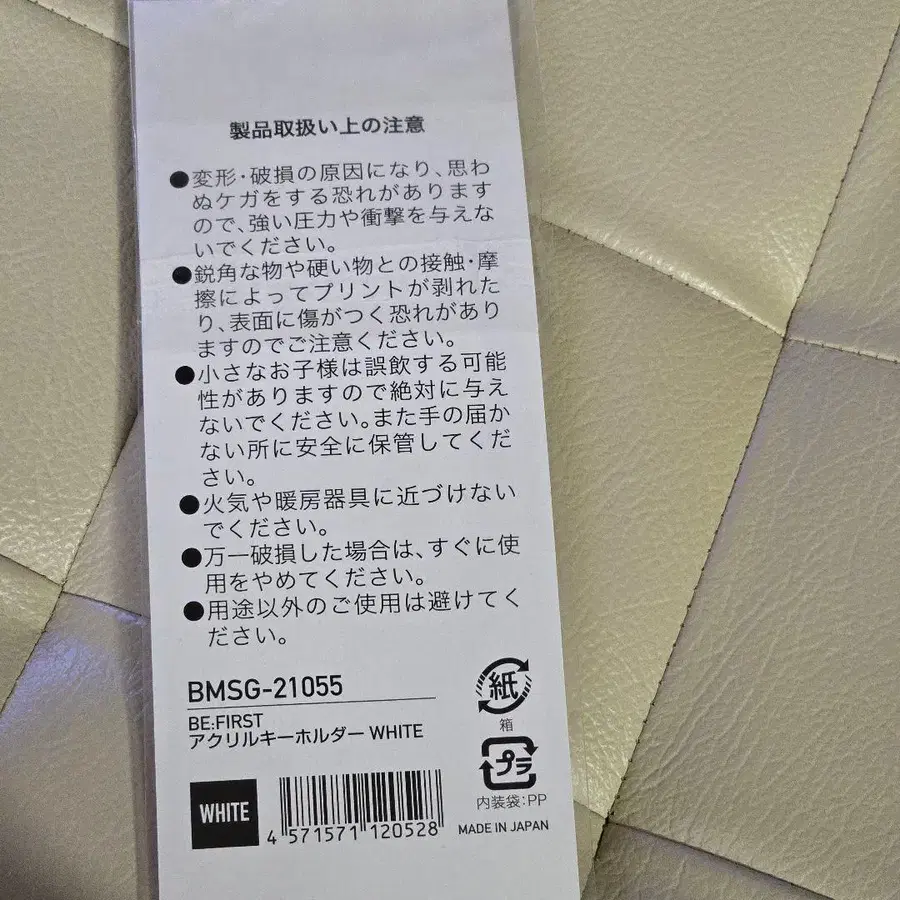 製品取扱い上の注意
●変形・破損の原因になり、思わ
ぬケガをする恐れがあります
ので、強い圧力や衝撃を与えな
いでください。
●鋭角な物や硬い物との接触・摩
擦によってプリントが剥れた
り、表面に傷がつく恐れがあり
ますのでご注意ください。
●小さなお子様は誤飲する可能
性がありますので絶対に与え
ないでください。また手の届か
ない所に安全に保管してくだ
さい。
●火気や暖房器具に近づけない
でください。
●万一破損した場合は、すぐに使
用をやめてください。
●用途以外のご使用は避けてく
ださい。
BMSG-21055
BE:FIRST
アクリルキーホルダー WHITE
紙
箱
プラ
内装袋:PP
WHITE
4 571571 120528
MADE IN JAPAN